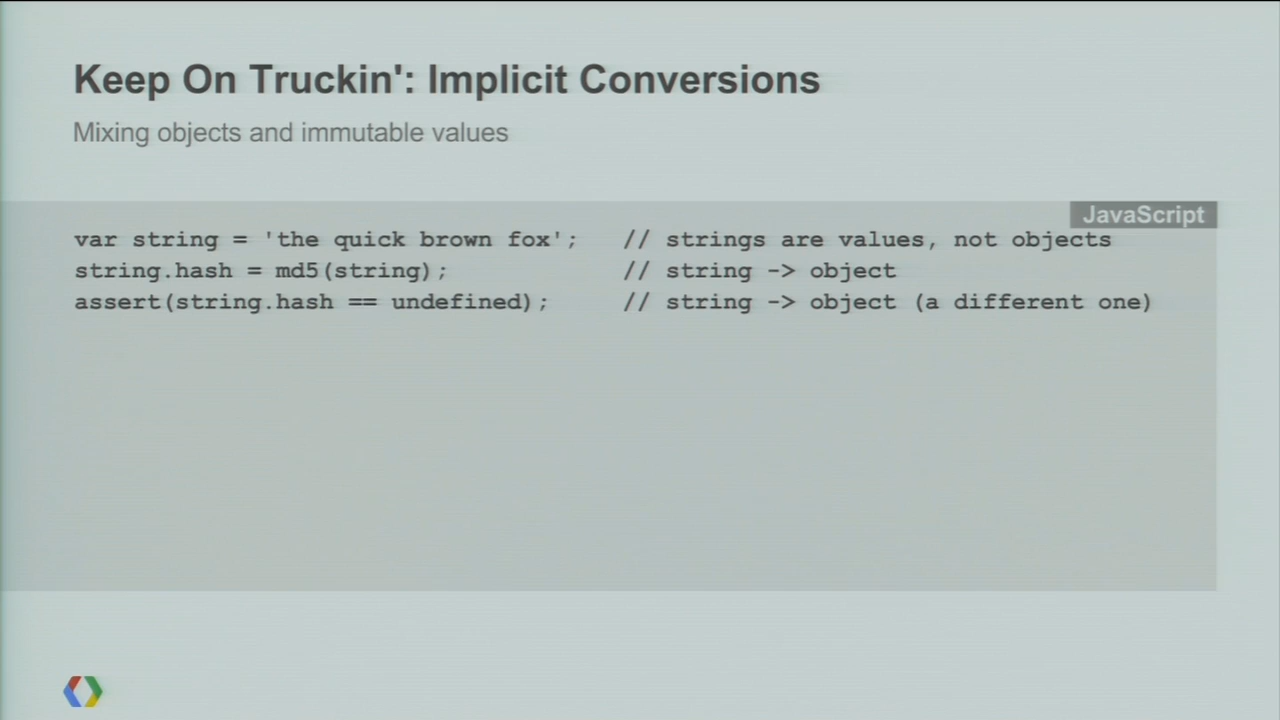 Keep On Truckin': Implicit Conversions
Mixing objects and immutable values
JavaScript
var string = 'the quick brown fox';   // strings are values, not objects
string.hash = md5(string);            // string -> object
assert(string.hash == undefined);     // string -> object (a different one)